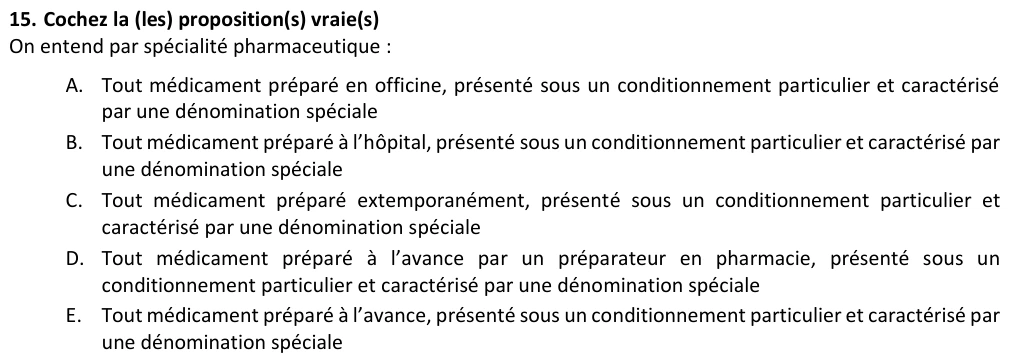 15. Cochez la (les) proposition(s) vraie(s)
On entend par spécialité pharmaceutique :
A. Tout médicament préparé en officine, présenté sous un conditionnement particulier et caractérisé
par une dénomination spéciale
B. Tout médicament préparé à l'hôpital, présenté sous un conditionnement particulier et caractérisé par
une dénomination spéciale
C. Tout médicament préparé extemporanément, présenté sous un conditionnement particulier et
caractérisé par une dénomination spéciale
D. Tout médicament préparé à l'avance par un préparateur en pharmacie, présenté sous un
conditionnement particulier et caractérisé par une dénomination spéciale
E. Tout médicament préparé à l'avance, présenté sous un conditionnement particulier et caractérisé par
une dénomination spéciale